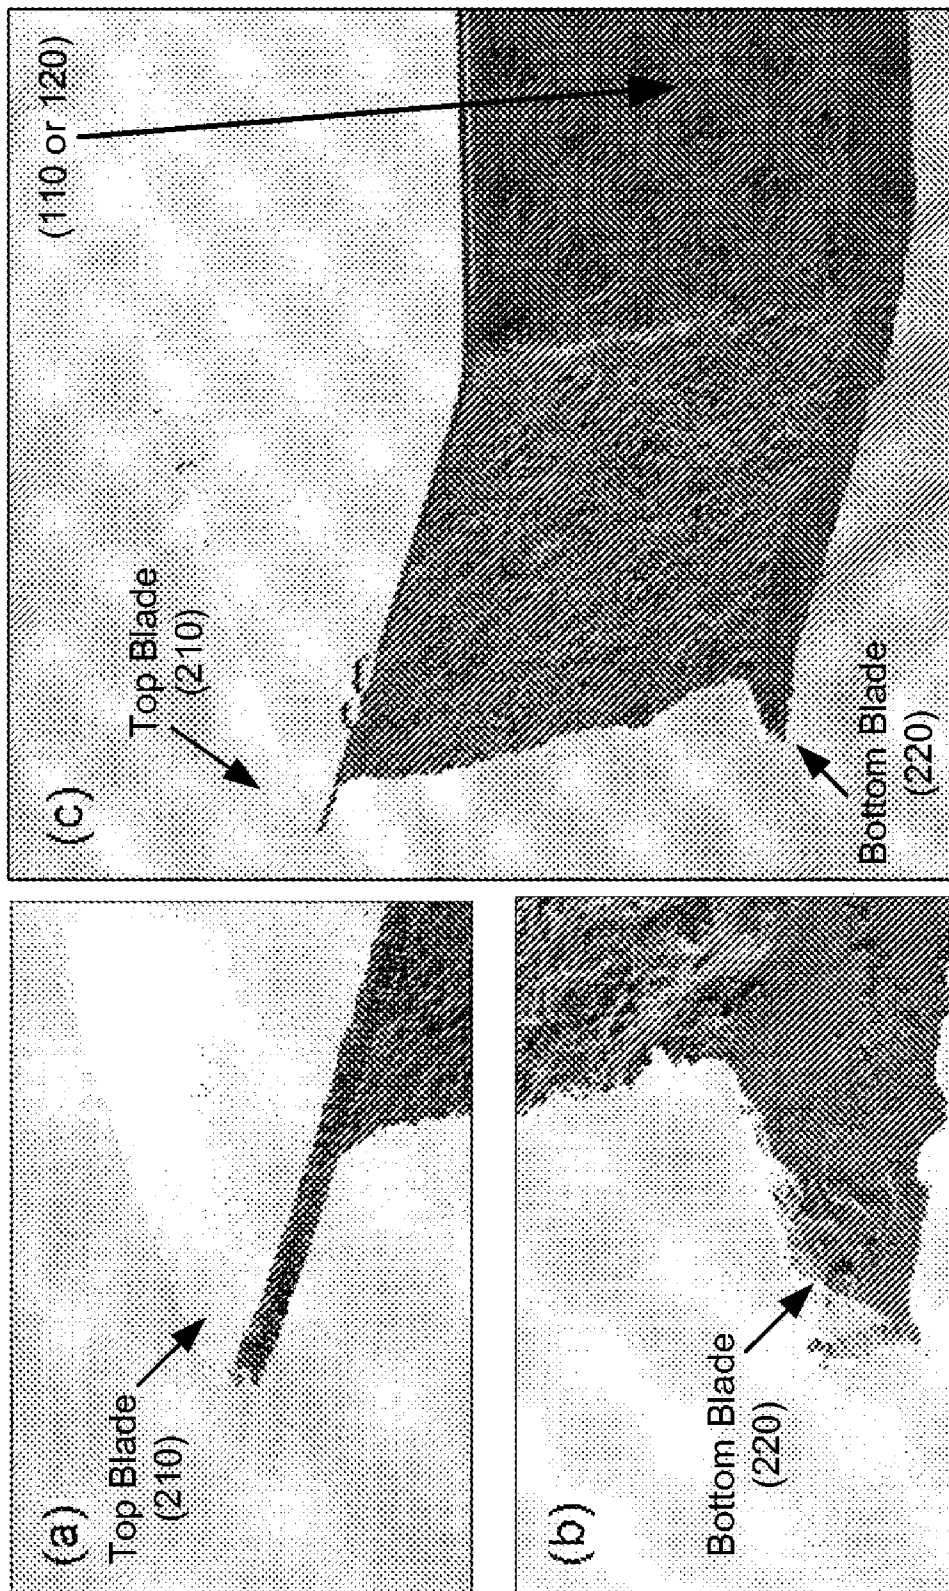 (a)
Top Blade
(210)
(b)
Bottom Blade
(220)
(c)
Top Blade
(210)
(110 or 120)
Bottom Blade
(220)